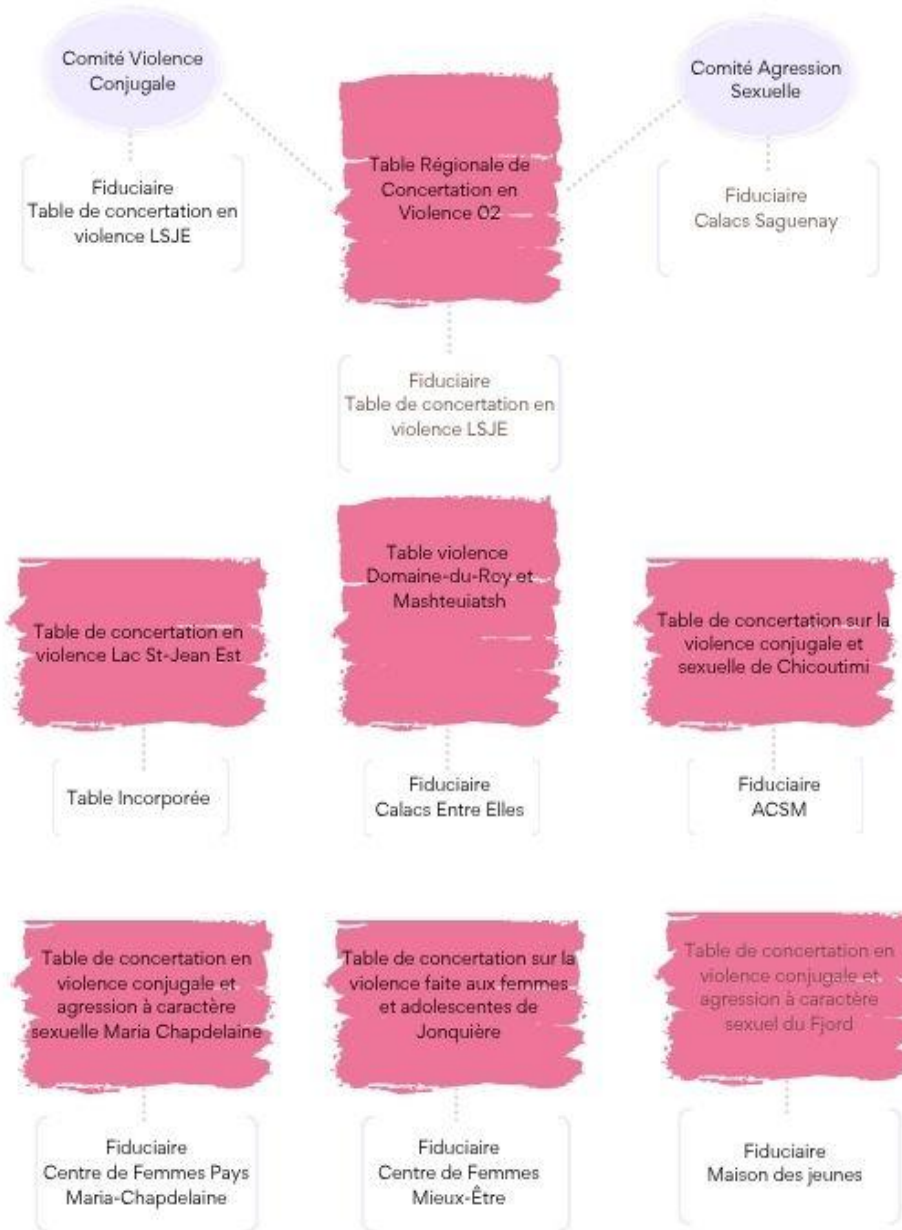 Comité Violence
Conjugale
Fiduciaire
Table de concertation en
violence LSJE
Table Régionale de
Concertation en
Violence 02
Comité Agression
Sexuelle
Fiduciaire
Calacs Saguenay
Fiduciaire
Table de concertation en
violence LSJE
Table de concertation en
violence Lac St-Jean Est
Table Incorporée
Table violence
Domaine-du-Roy et
Mashteuiatsh
Fiduciaire
Calacs Entre Elles
Table de concertation sur la
violence conjugale et
sexuelle de Chicoutimi
Fiduciaire
ACSM
Table de concertation en
violence conjugale et
agression à caractère
sexuelle Maria Chapdelaine
Fiduciaire
Centre de Femmes Pays
Maria-Chapdelaine
Table de concertation sur la
violence faite aux femmes
et adolescentes de
Jonquière
Fiduciaire
Centre de Femmes
Mieux-Être
Table de concertation en
violence conjugale et
agression à caractère
sexuel du Fjord
Fiduciaire
Maison des jeunes